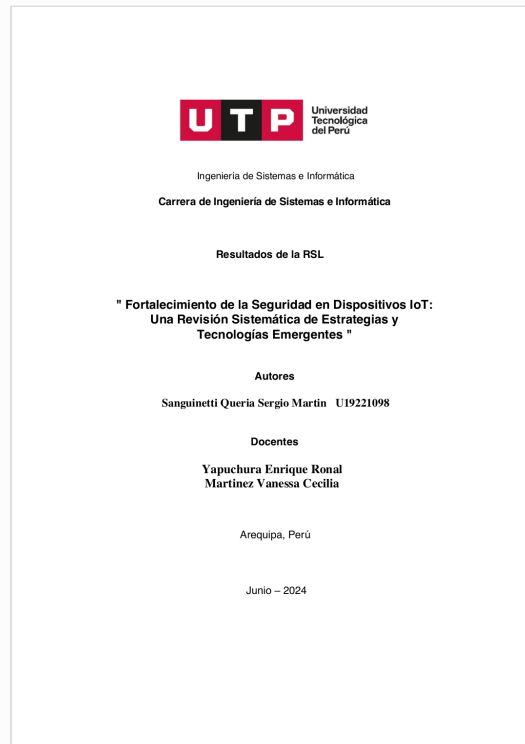 UTP
Universidad
Tecnológica
del Perú
Ingeniería de Sistemas e Informática
Carrera de Ingeniería de Sistemas e Informática
Resultados de la RSL
" Fortalecimiento de la Seguridad en Dispositivos IoT:
Una Revisión Sistemática de Estrategias y
Tecnologías Emergentes "
Autores
Sanguinetti Queria Sergio Martin U19221098
Docentes
Yapuchura Enrique Ronal
Martinez Vanessa Cecilia
Arequipa, Perú
Junio – 2024